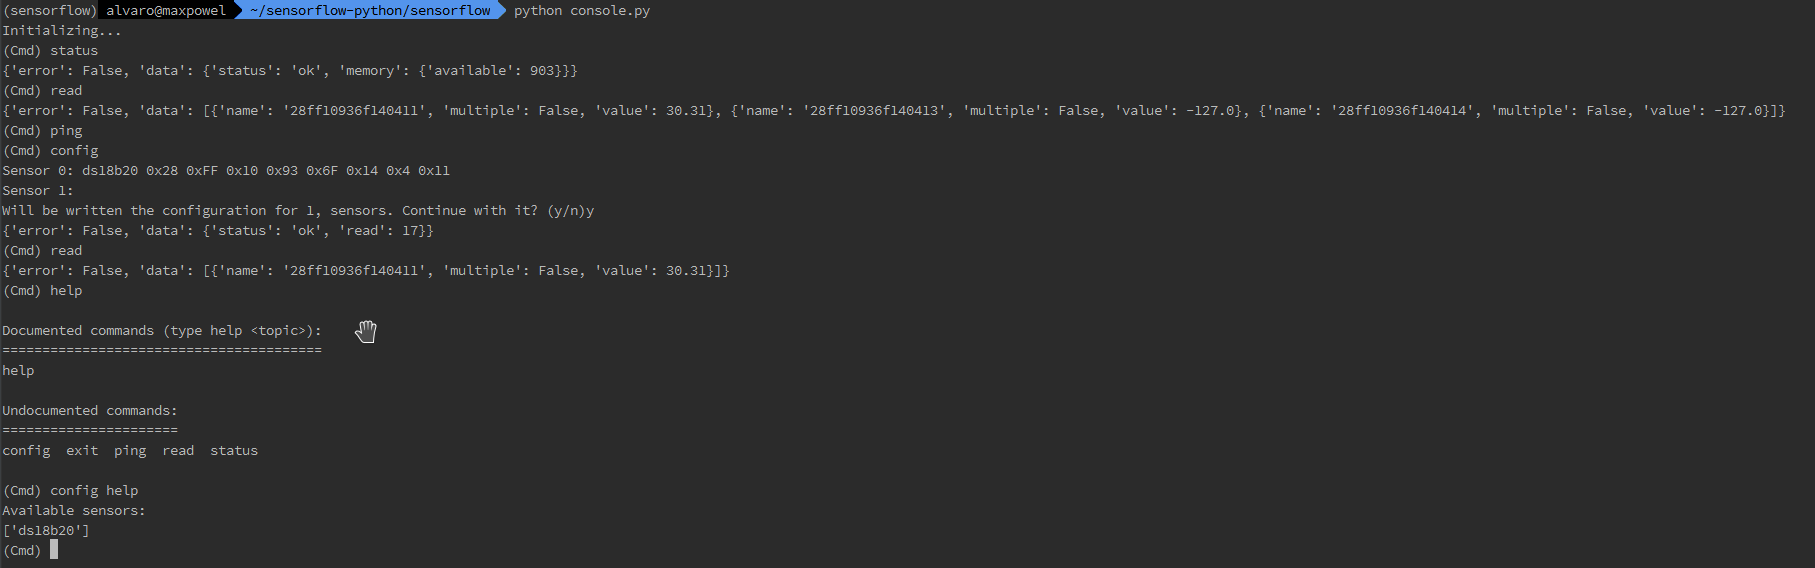 (sensorflow) alvaro@maxpowel ~/sensorflow-python/sensorflow python console.py
Initializing...
(Cmd) status
{'error': False, 'data': {'status': 'ok', 'memory': {'available': 903}}}
(Cmd) read
{'error': False, 'data': [{'name': '28ff10936f140411', 'multiple': False, 'value': 30.31}, {'name': '28ff10936f140413', 'multiple': False, 'value': -127.0}, {'name': '28ff10936f140414', 'multiple': False, 'value': -127.0}]}
(Cmd) ping
(Cmd) config
Sensor 0: ds18b20 0x28 0xFF 0x10 0x93 0x6F 0x14 0x4 0x11
Sensor 1:
Will be written the configuration for 1, sensors. Continue with it? (y/n)y
{'error': False, 'data': {'status': 'ok', 'read': 17}}
(Cmd) read
{'error': False, 'data': [{'name': '28ff10936f140411', 'multiple': False, 'value': 30.31}]}
(Cmd) help
Documented commands (type help <topic>):
========================================
help
Undocumented commands:
======================
config  exit  ping  read  status
(Cmd) config help
Available sensors:
['ds18b20']
(Cmd)